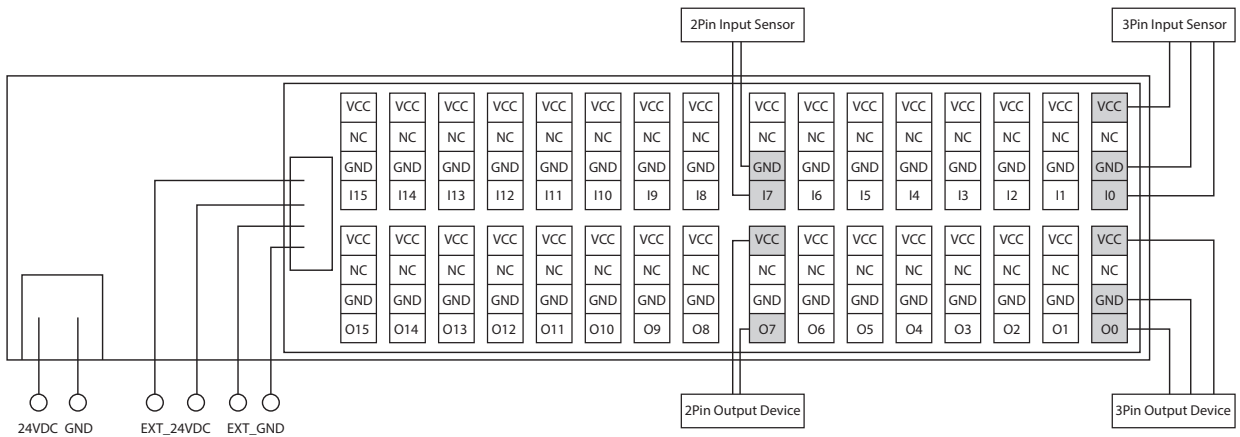 2Pin Input Sensor 3Pin Input Sensor
VCC VCC VCC VCC VCC VCC VCC VCC VCC VCC VCC VCC VCC VCC VCC VCC
NC NC NC NC NC NC NC NC NC NC NC NC NC NC NC NC
GND GND GND GND GND GND GND GND GND GND GND GND GND GND GND GND
I15 I14 I13 I12 I11 I10 I9 I8 I7 I6 I5 I4 I3 I2 I1 I0
VCC VCC VCC VCC VCC VCC VCC VCC VCC VCC VCC VCC VCC VCC VCC VCC
NC NC NC NC NC NC NC NC NC NC NC NC NC NC NC NC
GND GND GND GND GND GND GND GND GND GND GND GND GND GND GND GND
O15 O14 O13 O12 O11 O10 O9 O8 O7 O6 O5 O4 O3 O2 O1 O0
2Pin Output Device 3Pin Output Device
24VDC GND EXT_24VDC EXT_GND